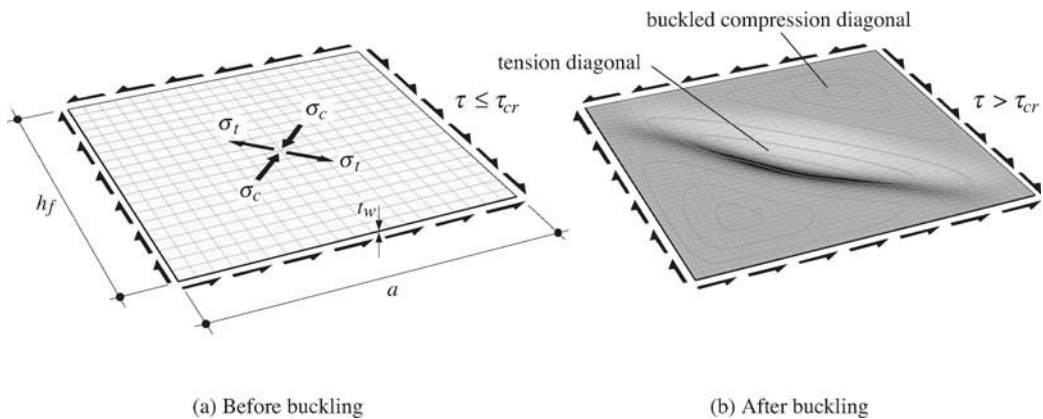 buckled compression diagonal
tension diagonal
τ ≤ τcr
τ > τcr
σc
σt
σt
σc
hf
tw
a
(a) Before buckling
(b) After buckling